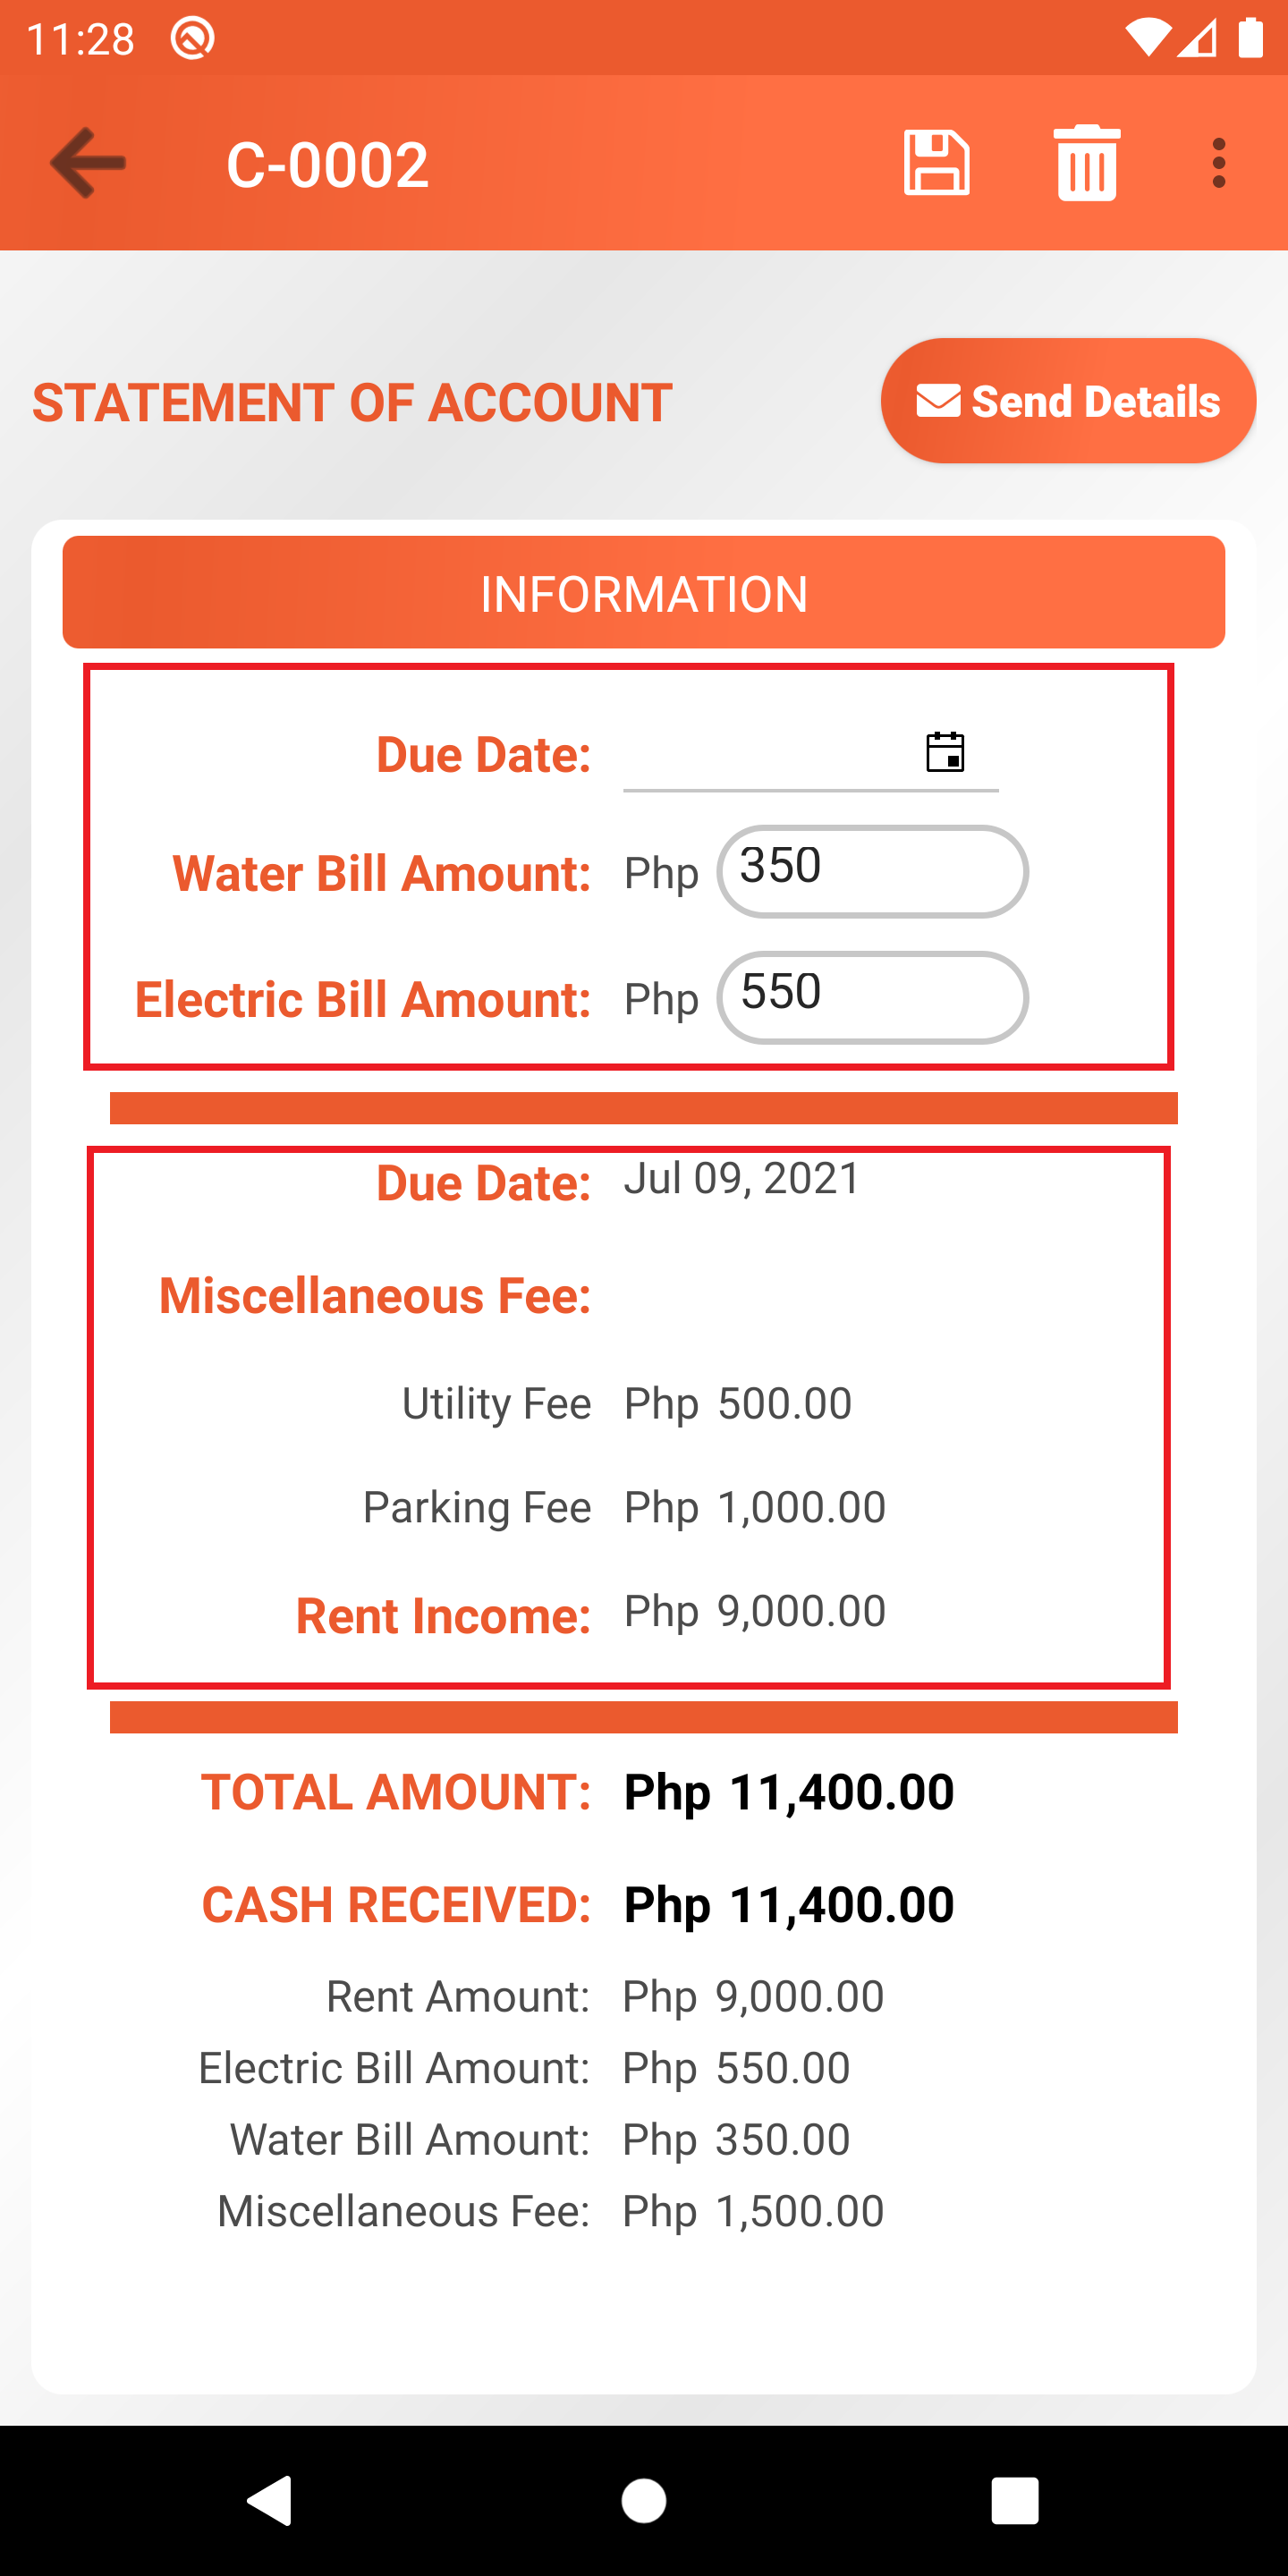 11:28
C-0002
STATEMENT OF ACCOUNT
Send Details
INFORMATION
Due Date:
Water Bill Amount: Php 350
Electric Bill Amount: Php 550
Due Date: Jul 09, 2021
Miscellaneous Fee:
Utility Fee Php 500.00
Parking Fee Php 1,000.00
Rent Income: Php 9,000.00
TOTAL AMOUNT: Php 11,400.00
CASH RECEIVED: Php 11,400.00
Rent Amount: Php 9,000.00
Electric Bill Amount: Php 550.00
Water Bill Amount: Php 350.00
Miscellaneous Fee: Php 1,500.00